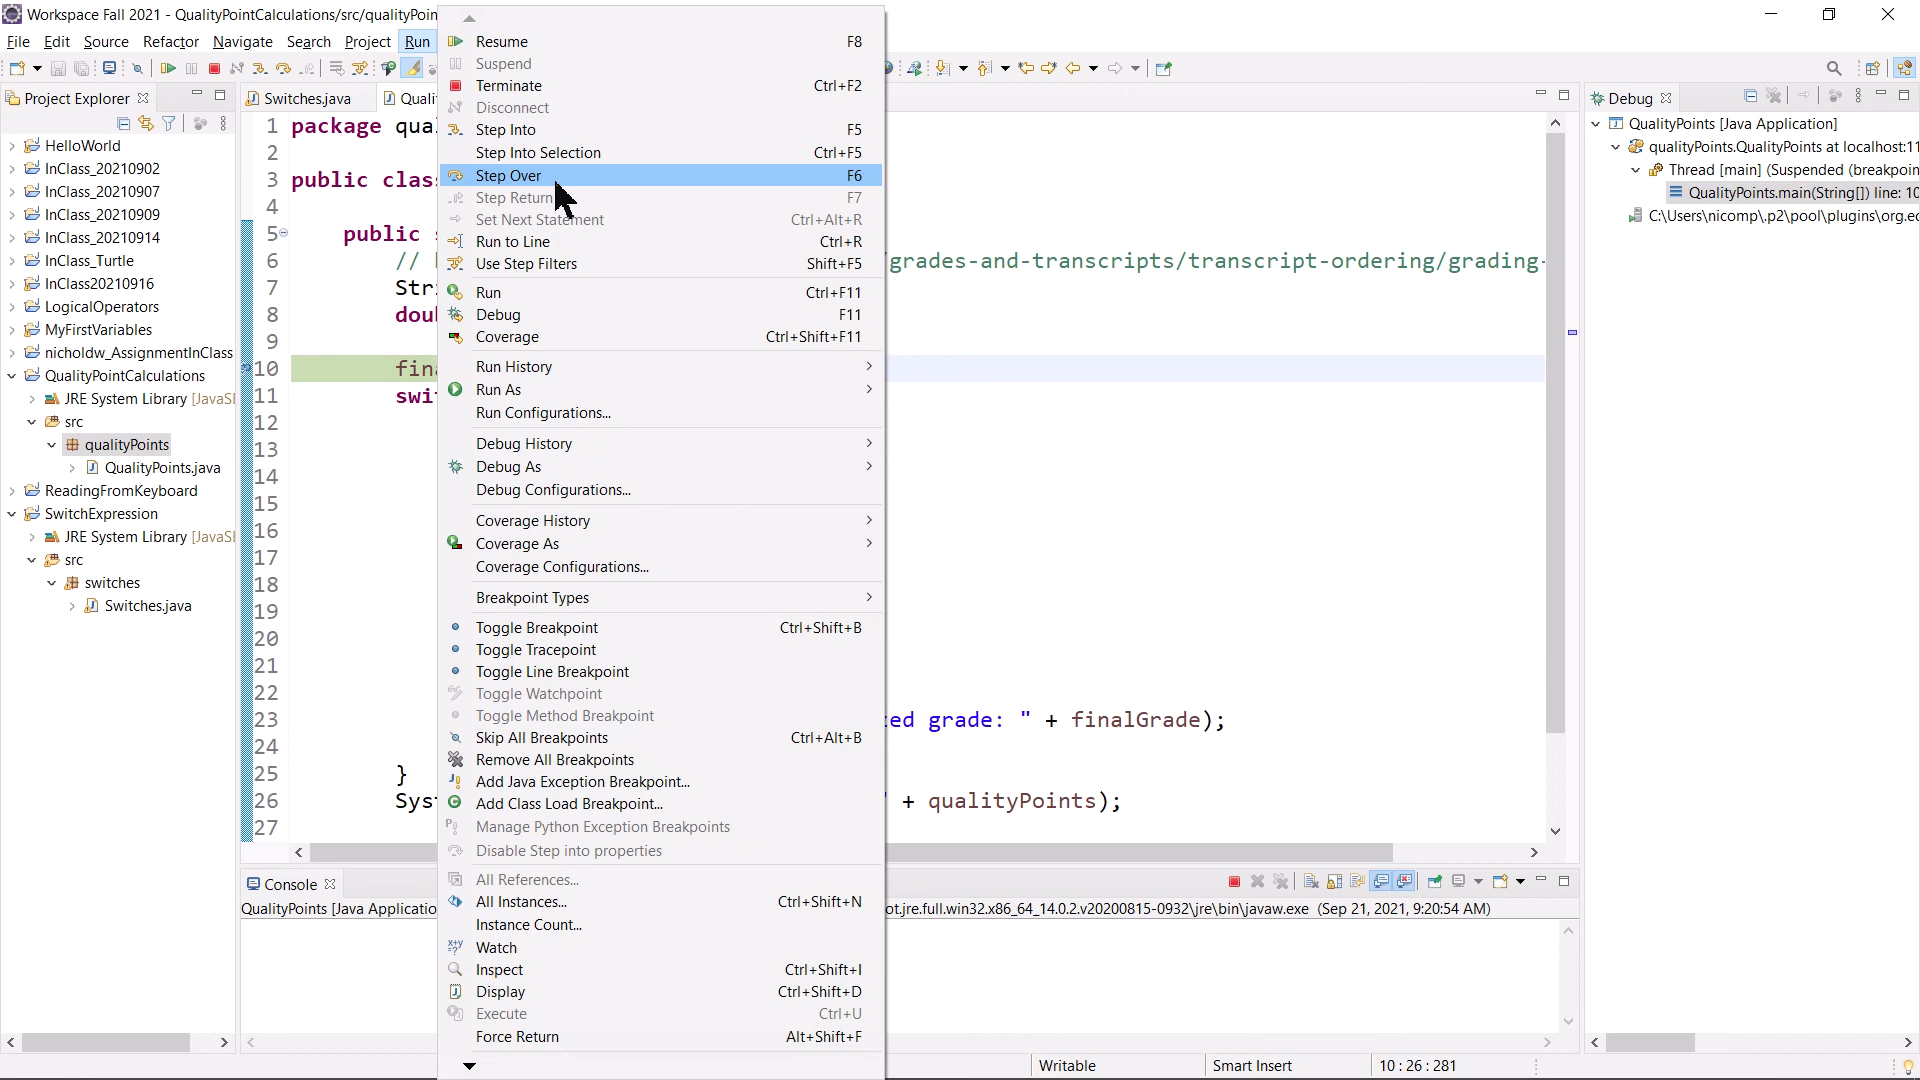 Workspace Fall 2021 - QualityPointCalculations/src/qualityPoin
File Edit Source Refactor Navigate Search Project Run
Project Explorer
HelloWorld
InClass_20210902
InClass_20210907
InClass_20210909
InClass_20210914
InClass_Turtle
InClass20210916
LogicalOperators
MyFirstVariables
nicholdw_AssignmentInClass
QualityPointCalculations
JRE System Library [JavaSE
src
qualityPoints
QualityPoints.java
ReadingFromKeyboard
SwitchExpression
JRE System Library [JavaSE
src
switches
Switches.java
Switches.java Quali
1 package qua
2
3 public clas
4
5 public s
6 // /grades-and-transcripts/transcript-ordering/grading-
7 Stri
8 doub
9
10 fina
11 swit
12
13
14
15
16
17
18
19
20
21
22
23 ed grade: " + finalGrade);
24
25 }
26 Syst " + qualityPoints);
27
Resume F8
Suspend
Terminate Ctrl+F2
Disconnect
Step Into F5
Step Into Selection Ctrl+F5
Step Over F6
Step Return F7
Set Next Statement Ctrl+Alt+R
Run to Line Ctrl+R
Use Step Filters Shift+F5
Run Ctrl+F11
Debug F11
Coverage Ctrl+Shift+F11
Run History
Run As
Run Configurations...
Debug History
Debug As
Debug Configurations...
Coverage History
Coverage As
Coverage Configurations...
Breakpoint Types
Toggle Breakpoint Ctrl+Shift+B
Toggle Tracepoint
Toggle Line Breakpoint
Toggle Watchpoint
Toggle Method Breakpoint
Skip All Breakpoints Ctrl+Alt+B
Remove All Breakpoints
Add Java Exception Breakpoint...
Add Class Load Breakpoint...
Manage Python Exception Breakpoints
Disable Step into properties
All References...
All Instances... Ctrl+Shift+N
Instance Count...
Watch
Inspect Ctrl+Shift+I
Display Ctrl+Shift+D
Execute Ctrl+U
Force Return Alt+Shift+F
Debug
QualityPoints [Java Application]
qualityPoints.QualityPoints at localhost:11
Thread [main] (Suspended (breakpoin
QualityPoints.main(String[]) line: 10
C:\Users\nicomp\.p2\pool\plugins\org.ec
Console
QualityPoints [Java Applicatio ot.jre.full.win32.x86_64_14.0.2.v20200815-0932\jre\bin\javaw.exe (Sep 21, 2021, 9:20:54 AM)
Writable Smart Insert 10 : 26 : 281